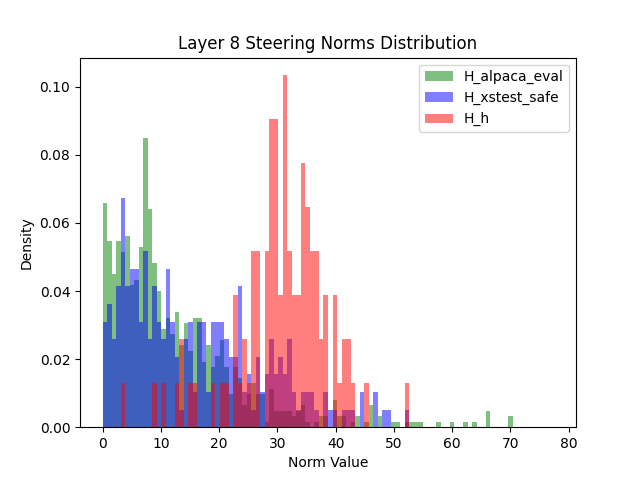 Layer 8 Steering Norms Distribution
H_alpaca_eval
H_xstest_safe
H_h
0.10
0.08
0.06
0.04
0.02
0.00
Density
0 10 20 30 40 50 60 70 80
Norm Value